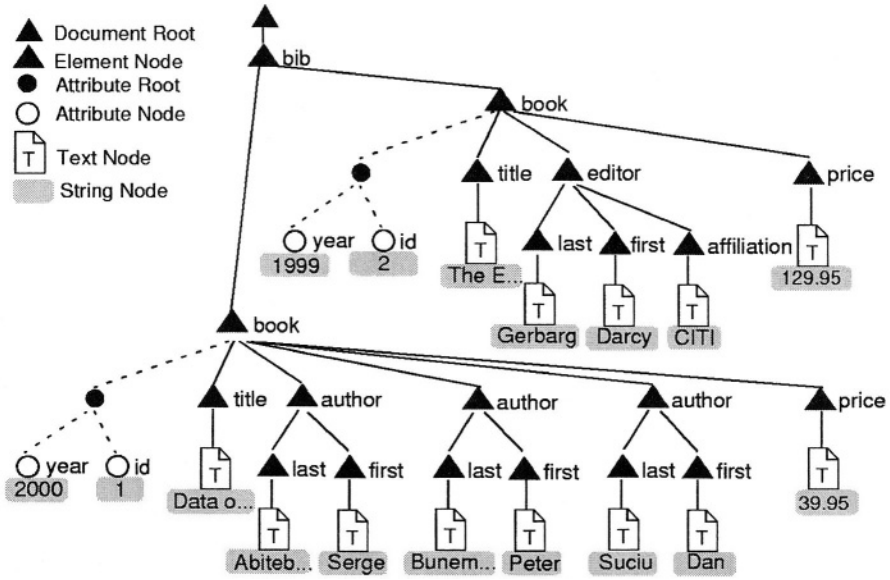 Document Root
Element Node
Attribute Root
Attribute Node
T Text Node
String Node
bib
book
title editor price
year id
1999 2
T
The E...
last first affiliation
T
129.95
T T T
Gerbarg Darcy CITI
book
title author author author price
year id
2000 1
T
Data o...
last first last first last first
T
39.95
T T T T T T
Abiteb... Serge Bunem... Peter Suciu Dan